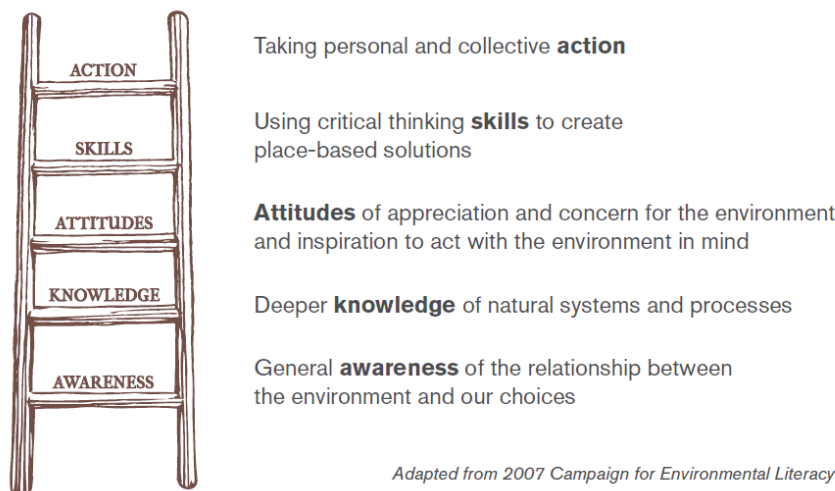 ACTION
Taking personal and collective action
SKILLS
Using critical thinking skills to create
place-based solutions
ATTITUDES
Attitudes of appreciation and concern for the environment
and inspiration to act with the environment in mind
KNOWLEDGE
Deeper knowledge of natural systems and processes
AWARENESS
General awareness of the relationship between
the environment and our choices
Adapted from 2007 Campaign for Environmental Literacy